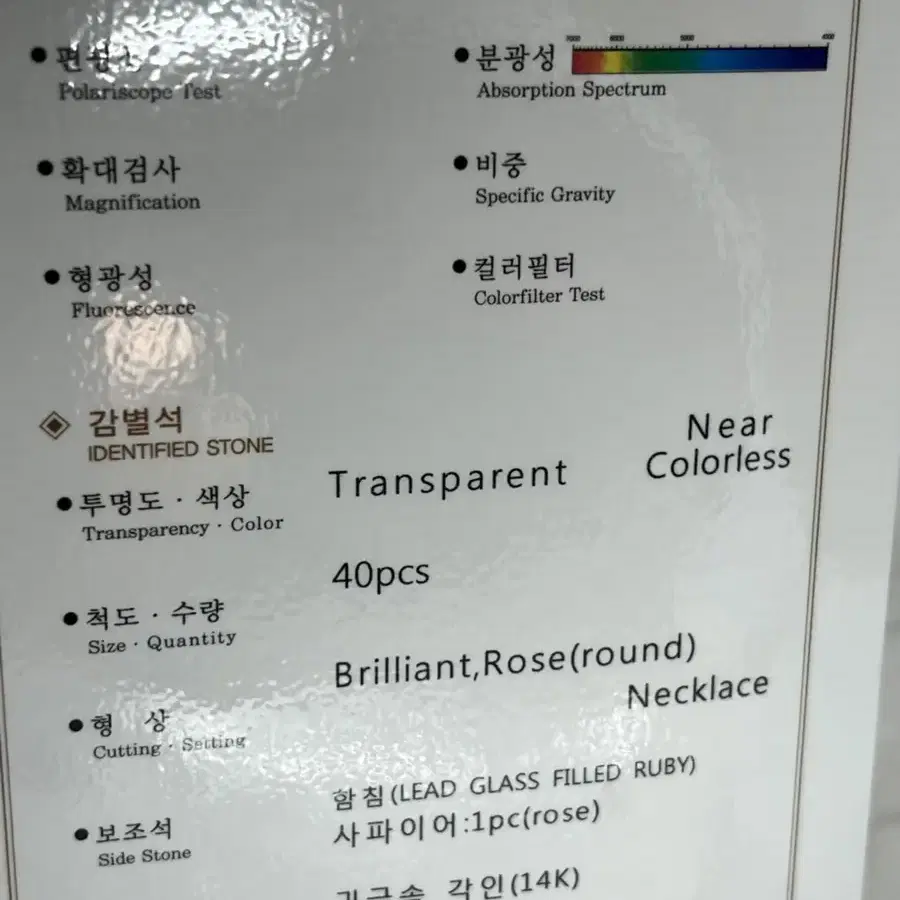 Polariscope Test
• 분광성
7000 6000 5000 4000
Absorption Spectrum
• 확대검사
Magnification
• 비중
Specific Gravity
• 형광성
Fluorescence
• 컬러필터
Colorfilter Test
◈ 감별석
IDENTIFIED STONE
• 투명도 · 색상
Transparency · Color
Transparent
Near
Colorless
• 척도 · 수량
Size · Quantity
40pcs
• 형 상
Cutting · Setting
Brilliant,Rose(round)
Necklace
• 보조석
Side Stone
함침(LEAD GLASS FILLED RUBY)
사파이어:1pc(rose)
각인(14K)